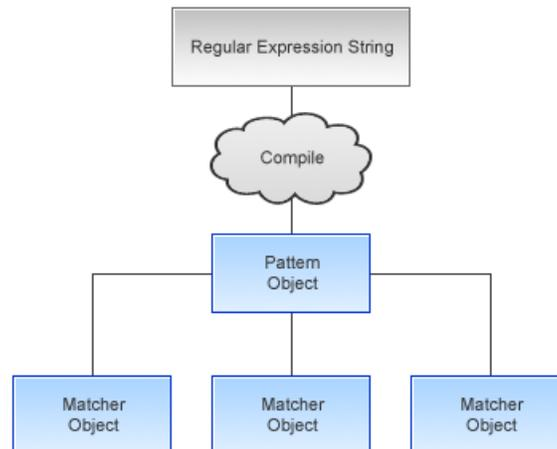 Regular Expression String
Compile
Pattern
Object
Matcher
Object
Matcher
Object
Matcher
Object